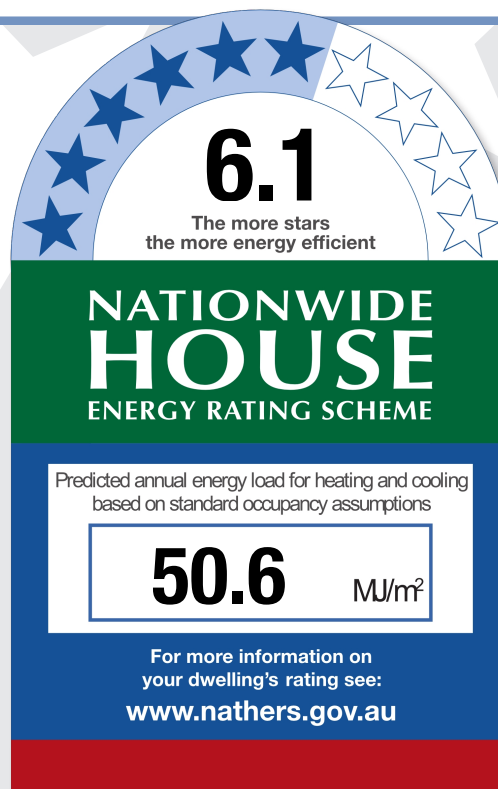 6.1
The more stars
the more energy efficient
NATIONWIDE
HOUSE
ENERGY RATING SCHEME
Predicted annual energy load for heating and cooling
based on standard occupancy assumptions
50.6 MJ/m²
For more information on
your dwelling's rating see:
www.nathers.gov.au